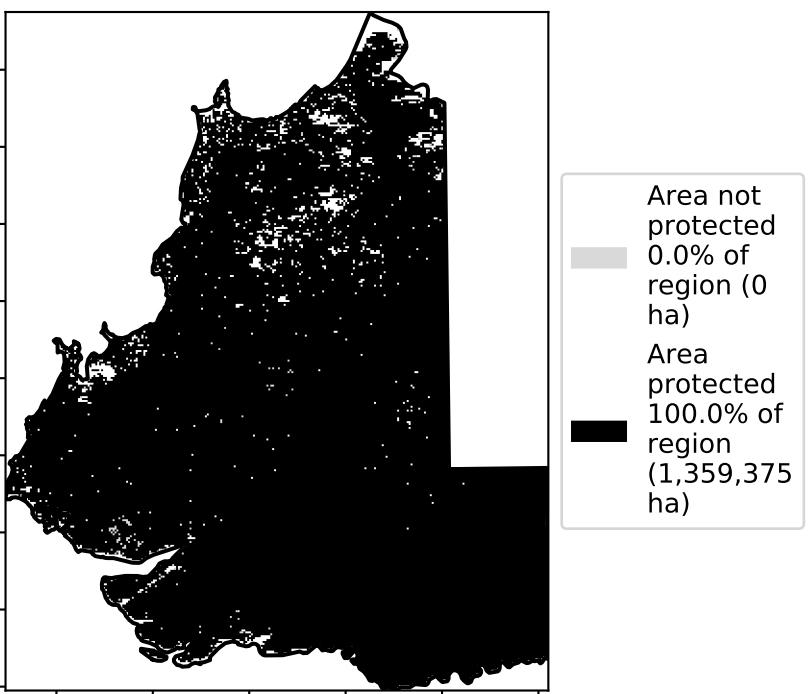 Area not
protected
0.0% of
region (0
ha)
Area
protected
100.0% of
region
(1,359,375
ha)